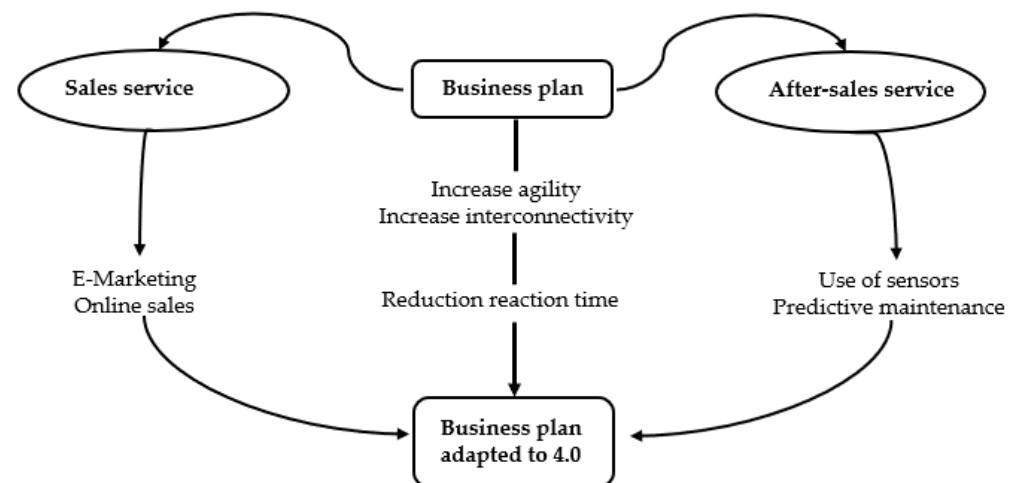 Sales service
Business plan
After-sales service
Increase agility
Increase interconnectivity
E-Marketing
Online sales
Reduction reaction time
Use of sensors
Predictive maintenance
Business plan
adapted to 4.0